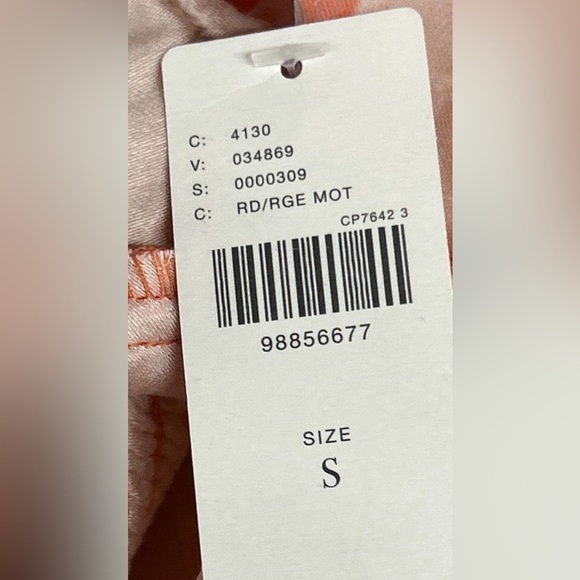 C: 4130
V: 034869
S: 0000309
C: RD/RGE MOT
CP7642 3
98856677
SIZE
S